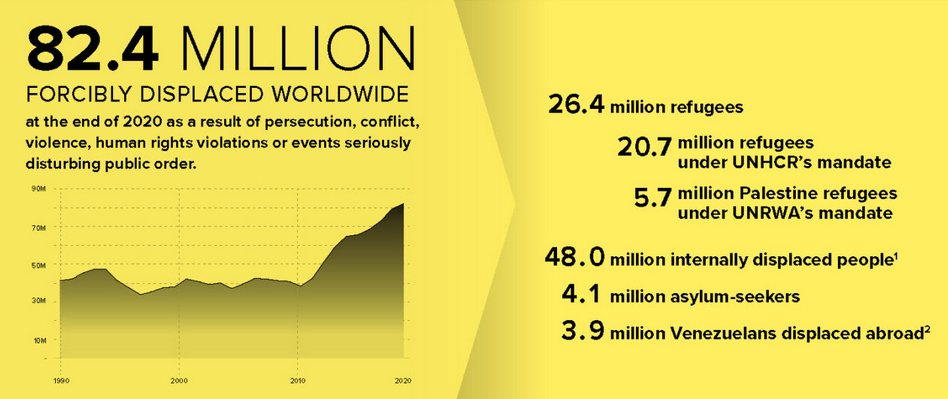 82.4 MILLION
FORCIBLY DISPLACED WORLDWIDE
at the end of 2020 as a result of persecution, conflict,
violence, human rights violations or events seriously
disturbing public order.
90M
70M
50M
30M
10M
-
1990 2000 2010 2020
26.4 million refugees
20.7 million refugees
under UNHCR's mandate
5.7 million Palestine refugees
under UNRWA's mandate
48.0 million internally displaced people¹
4.1 million asylum-seekers
3.9 million Venezuelans displaced abroad²